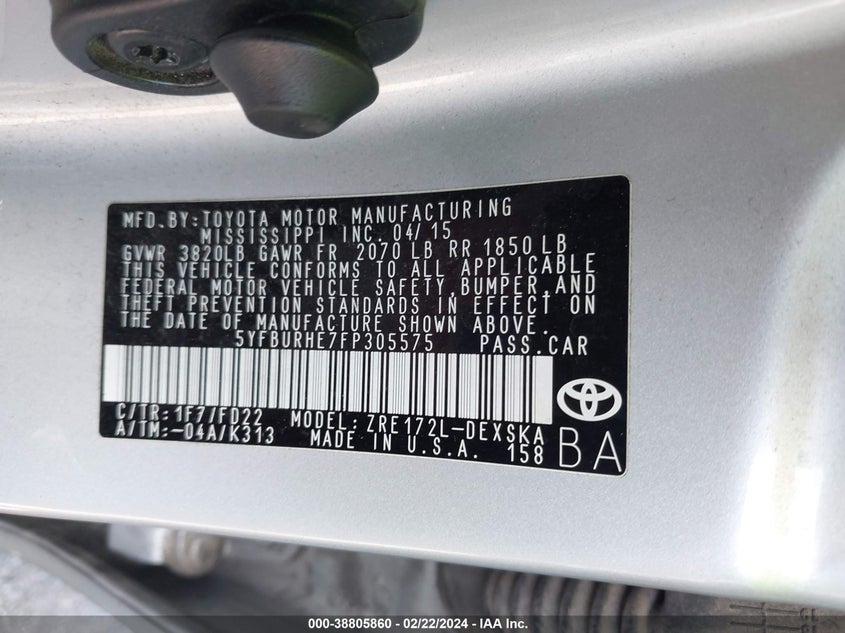 MFD.BY:TOYOTA MOTOR MANUFACTURING
MISSISSIPPI INC. 04/15
GVWR 3820LB GAWR FR 2070 LB RR 1850 LB
THIS VEHICLE CONFORMS TO ALL APPLICABLE
FEDERAL MOTOR VEHICLE SAFETY,BUMPER,AND
THEFT PREVENTION STANDARDS IN EFFECT ON
THE DATE OF MANUFACTURE SHOWN ABOVE.
5YFBURHE7FP305575 PASS.CAR
C/TR:1F7/FD22 MODEL:ZRE172L-DEXSKA
A/TM:-04A/K313 MADE IN U.S.A. 158
BA
000-38805860 - 02/22/2024 - IAA Inc.